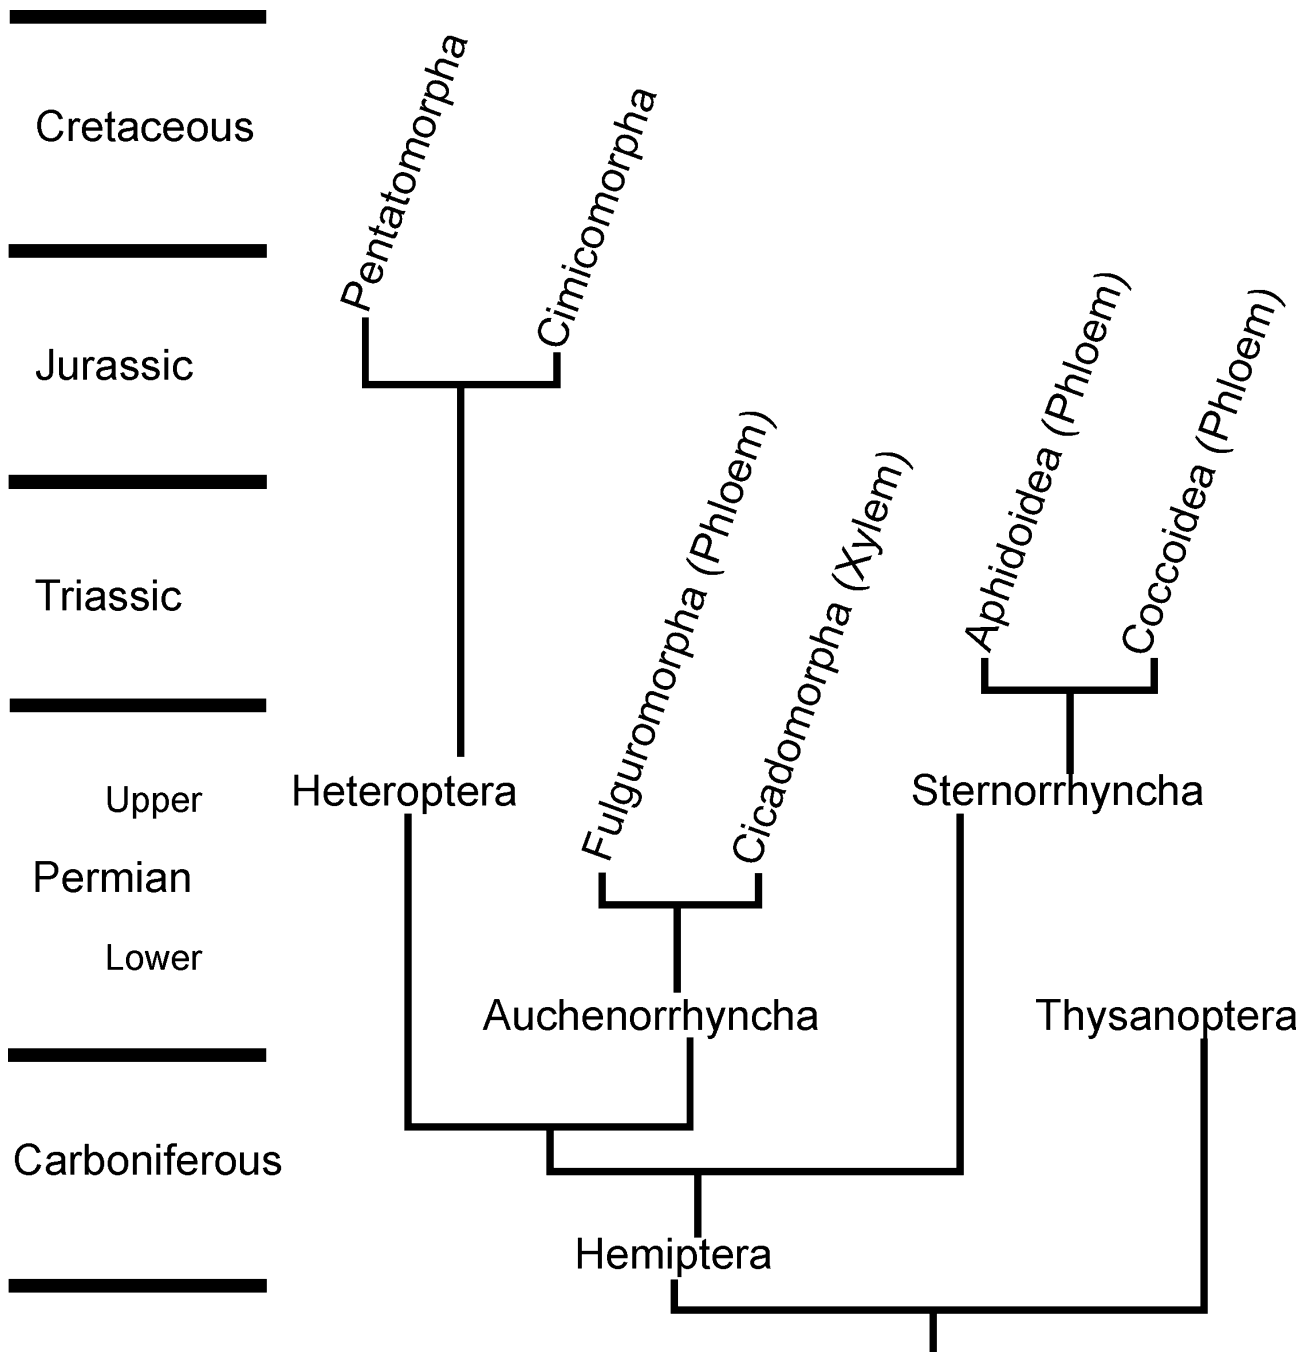 Cretaceous
Jurassic
Triassic
Upper
Permian
Lower
Carboniferous
Pentatomorpha
Cimicomorpha
Fulguromorpha (Phloem)
Cicadomorpha (Xylem)
Aphidoidea (Phloem)
Coccoidea (Phloem)
Heteroptera
Sternorrhyncha
Auchenorrhyncha
Thysanoptera
Hemiptera